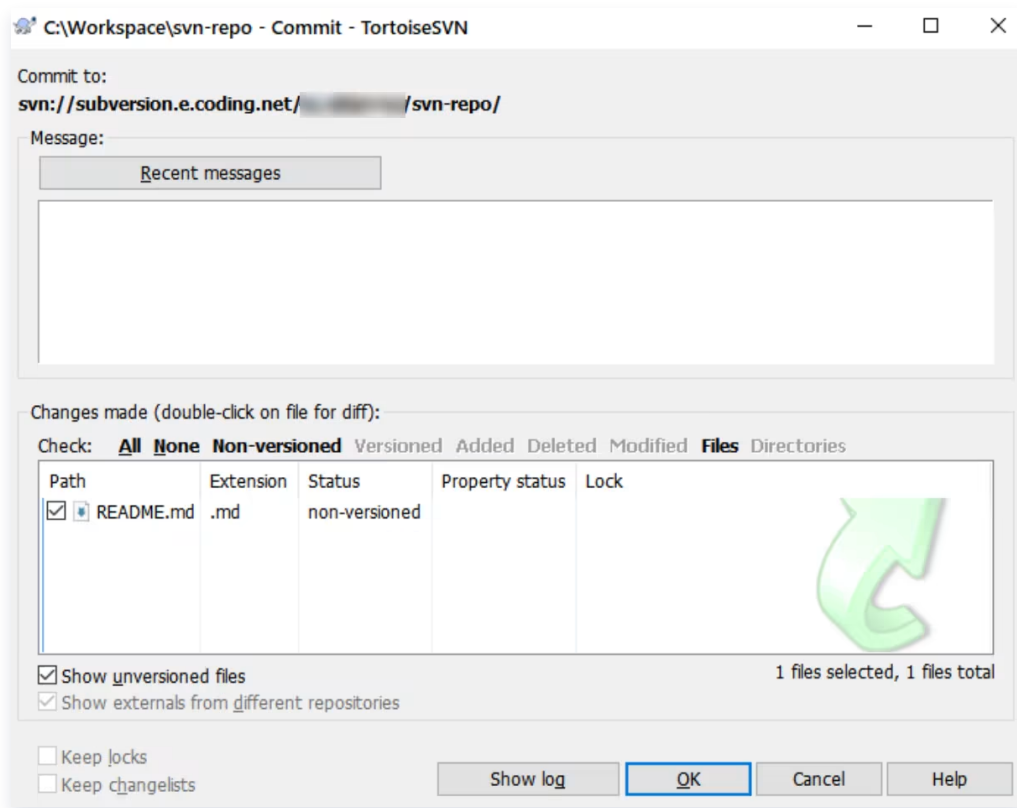 C:\Workspace\svn-repo - Commit - TortoiseSVN
Commit to:
svn://subversion.e.coding.net/ /svn-repo/
Message:
Recent messages
Changes made (double-click on file for diff):
Check: All None Non-versioned Versioned Added Deleted Modified Files Directories
Path Extension Status Property status Lock
README.md .md non-versioned
Show unversioned files 1 files selected, 1 files total
Show externals from different repositories
Keep locks
Keep changelists
Show log OK Cancel Help